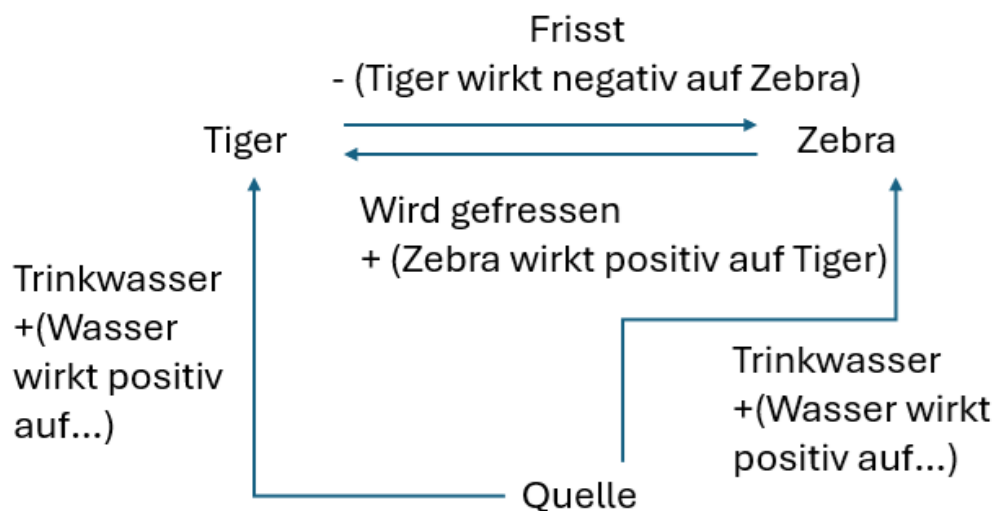 Frisst
- (Tiger wirkt negativ auf Zebra)
Tiger
Zebra
Wird gefressen
+ (Zebra wirkt positiv auf Tiger)
Trinkwasser
+(Wasser
wirkt positiv
auf...)
Trinkwasser
+(Wasser wirkt
positiv auf...)
Quelle